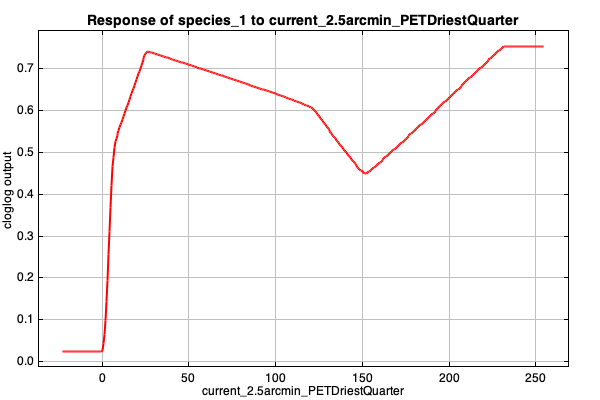 Response of species_1 to current_2.5arcmin_PETDriestQuarter
cloglog output
0.7
0.6
0.5
0.4
0.3
0.2
0.1
0.0
0 50 100 150 200 250
current_2.5arcmin_PETDriestQuarter